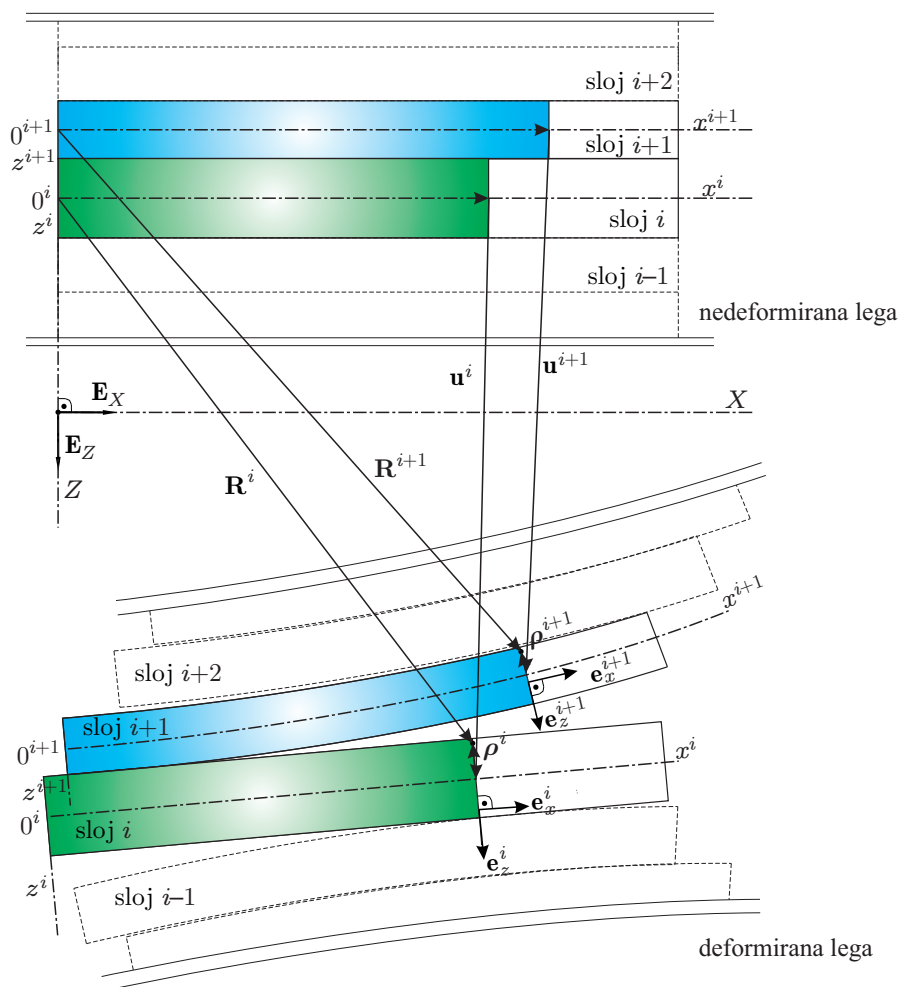 sloj i+2
0^{i+1}
x^{i+1}
sloj i+1
z^{i+1}
0^i
x^i
z^i
sloj i
sloj i–1
nedeformirana lega
u^i
u^{i+1}
E_X
X
E_Z
R^i
R^{i+1}
Z
x^{i+1}
ρ^{i+1}
sloj i+2
e_x^{i+1}
sloj i+1
e_z^{i+1}
0^{i+1}
ρ^i
x^i
z^{i+1}
e_x^i
0^i
sloj i
e_z^i
z^i
sloj i–1
deformirana lega